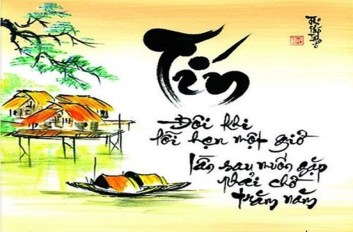 Tín
Đôi khi
lỗi hẹn một giờ
lần sau muốn gặp
phải chờ
trăm năm